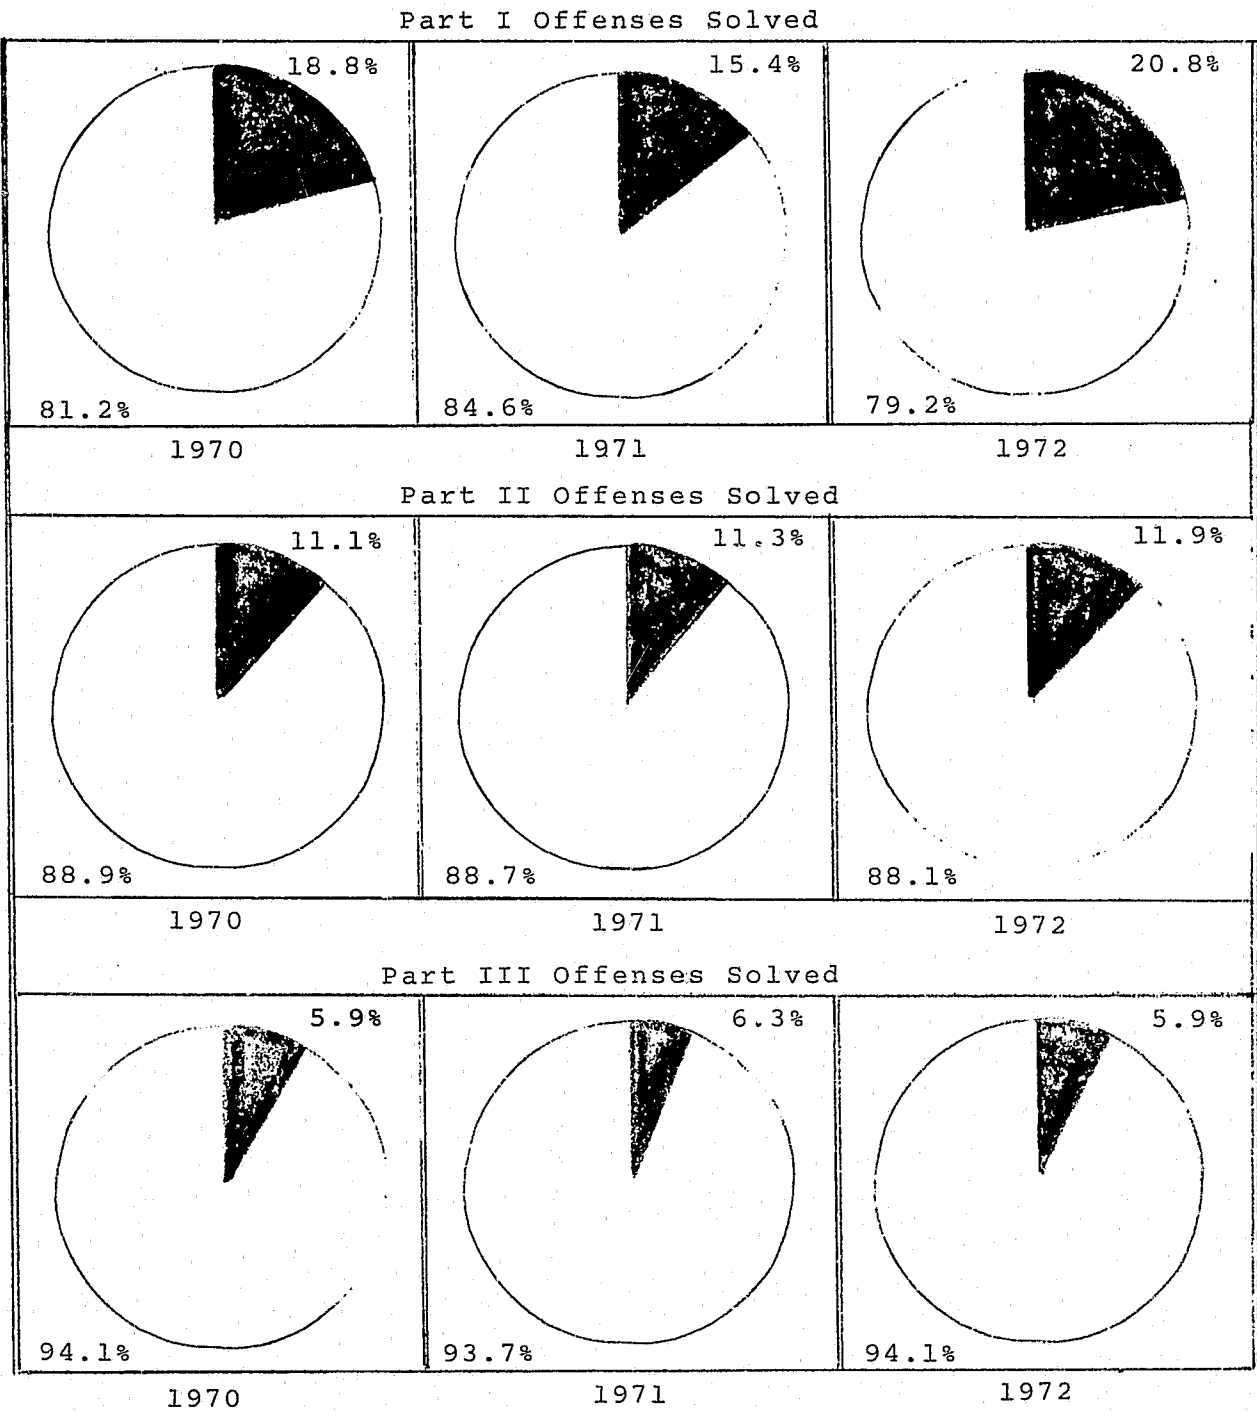 Part I Offenses Solved
18.8% 15.4% 20.8%
81.2% 84.6% 79.2%
1970 1971 1972
Part II Offenses Solved
11.1% 11.3% 11.9%
88.9% 88.7% 88.1%
1970 1971 1972
Part III Offenses Solved
5.9% 6.3% 5.9%
94.1% 93.7% 94.1%
1970 1971 1972